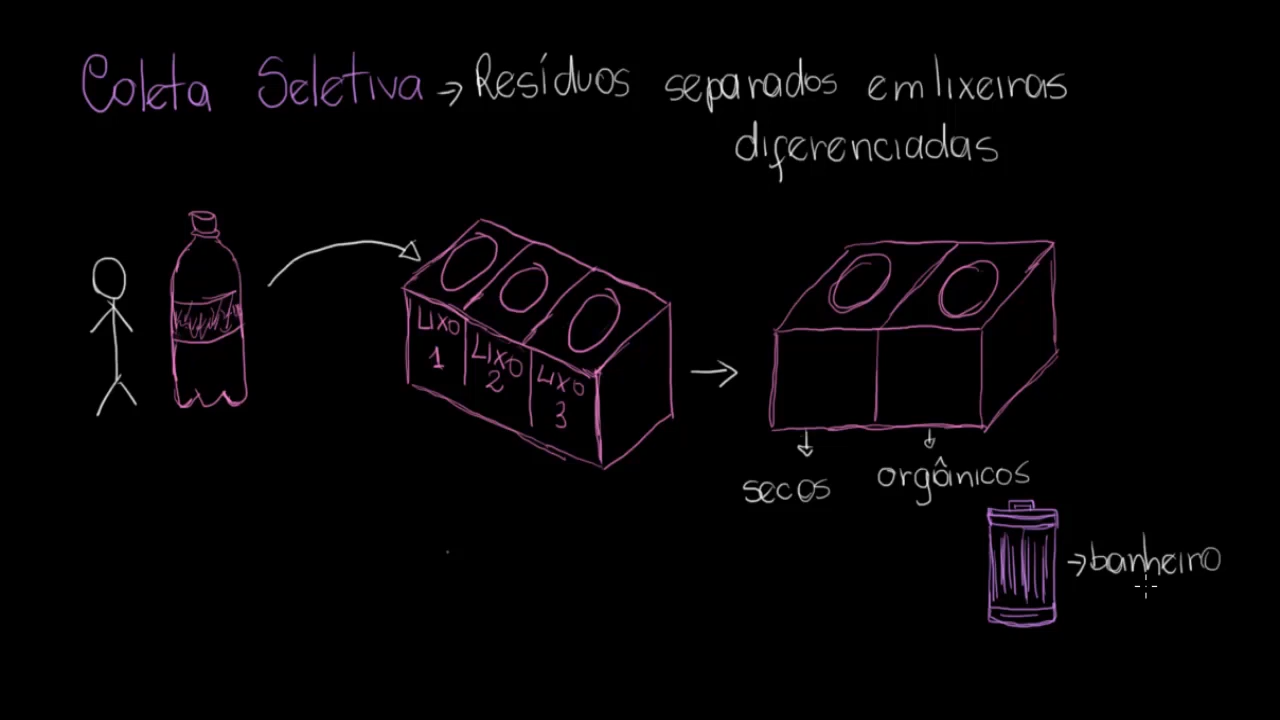 Coleta Seletiva → Resíduos separados em lixeiras
diferenciadas
LIXO
1
LIXO
2
LIXO
3
secos
orgânicos
→ banheiro